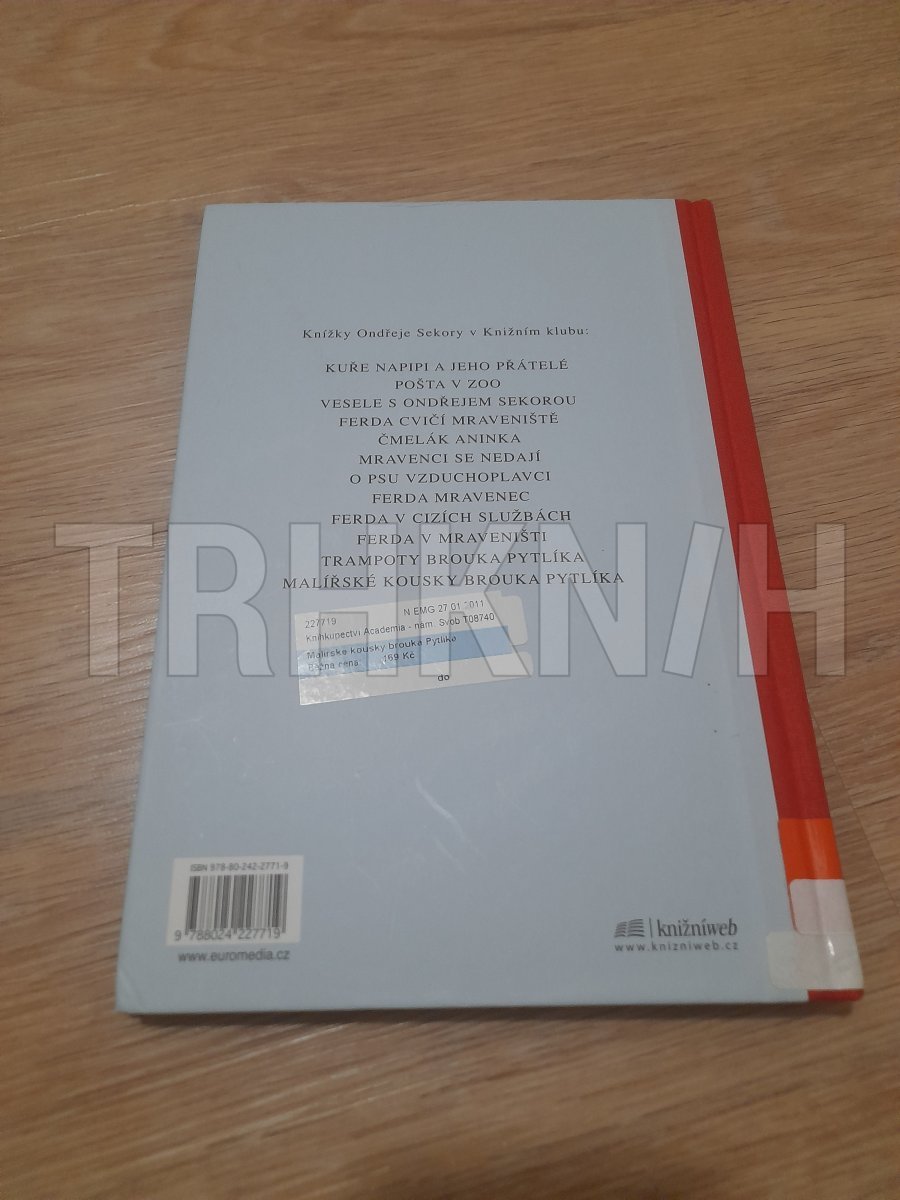 Knížky Ondřeje Sekory v Knižním klubu:
KUŘE NAPIPI A JEHO PŘÁTELÉ
POŠTA V ZOO
VESELE S ONDŘEJEM SEKOROU
FERDA CVIČÍ MRAVENIŠTĚ
ČMELÁK ANINKA
MRAVENCI SE NEDAJÍ
O PSU VZDUCHOPLAVCI
FERDA MRAVENEC
FERDA V CIZÍCH SLUŽBÁCH
FERDA V MRAVENIŠTI
TRAMPOTY BROUKA PYTLÍKA
MALÍŘSKÉ KOUSKY BROUKA PYTLÍKA
TRHKNIH
227719 N EMG 27.01.2011
Knihkupectví Academia - nám. Svob T08740
Malířské kousky brouka Pytlíka
Běžná cena: 169 Kč
do
ISBN 978-80-242-2771-9
9 788024 227719
www.euromedia.cz
knižníweb
www.knizniweb.cz